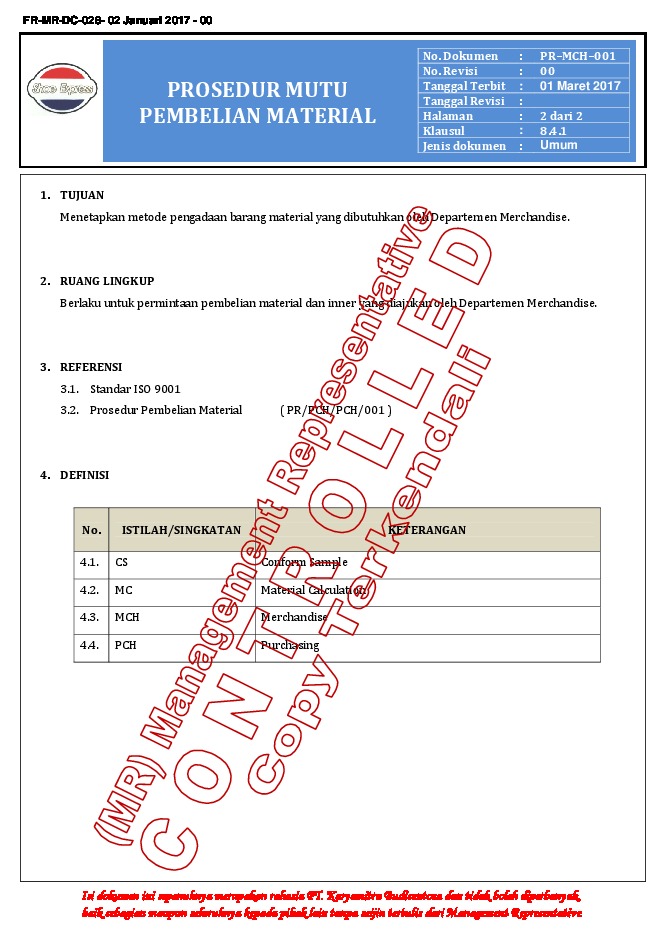 FR-MR-DC-028- 02 Januari 2017 - 00
Shoe Express
PROSEDUR MUTU
PEMBELIAN MATERIAL
No. Dokumen : PR–MCH–001
No. Revisi : 00
Tanggal Terbit : 01 Maret 2017
Tanggal Revisi :
Halaman : 2 dari 2
Klausul : 8.4.1
Jenis dokumen : Umum
1. TUJUAN
Menetapkan metode pengadaan barang material yang dibutuhkan oleh Departemen Merchandise.
2. RUANG LINGKUP
Berlaku untuk permintaan pembelian material dan inner yang diajukan oleh Departemen Merchandise.
3. REFERENSI
3.1. Standar ISO 9001
3.2. Prosedur Pembelian Material ( PR/PCH/PCH/001 )
4. DEFINISI
No. ISTILAH/SINGKATAN KETERANGAN
4.1. CS Conform Sample
4.2. MC Material Calculation
4.3. MCH Merchandise
4.4. PCH Purchasing
(MR) Management Representative
CONTROLLED
Copy Terkendali
Isi dokumen ini sepenuhnya merupakan rahasia PT. Karyamitra Budisentosa dan tidak boleh diperbanyak,
baik sebagian maupun seluruhnya kepada pihak lain tanpa seijin tertulis dari Management Representative